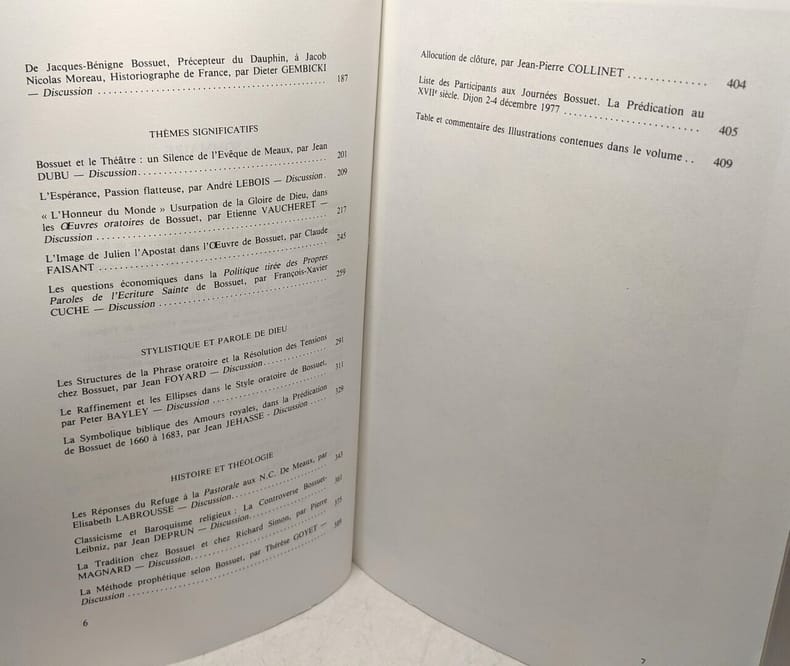 De Jacques-Bénigne Bossuet, Précepteur du Dauphin, à Jacob
Nicolas Moreau, Historiographe de France, par Dieter GEMBICKI
— Discussion ........................................ 187
THÈMES SIGNIFICATIFS
Bossuet et le Théâtre : un Silence de l'Evêque de Meaux, par Jean
DUBU — Discussion................................ 201
L'Espérance, Passion flatteuse, par André LEBOIS — Discussion . 209
« L'Honneur du Monde » Usurpation de la Gloire de Dieu, dans
les Œuvres oratoires de Bossuet, par Etienne VAUCHERET —
Discussion ........................................ 217
L'Image de Julien l'Apostat dans l'Œuvre de Bossuet, par Claude
FAISANT ........................................ 245
Les questions économiques dans la Politique tirée des Propres
Paroles de l'Ecriture Sainte de Bossuet, par François-Xavier
CUCHE — Discussion ............................ 259
STYLISTIQUE ET PAROLE DE DIEU
Les Structures de la Phrase oratoire et la Résolution des Tensions
chez Bossuet, par Jean FOYARD — Discussion.............. 291
Le Raffinement et les Ellipses dans le Style oratoire de Bossuet,
par Peter BAYLEY — Discussion ........................ 311
La Symbolique biblique des Amours royales, dans la Prédication
de Bossuet de 1660 à 1683, par Jean JEHASSE - Discussion ..... 329
HISTOIRE ET THÉOLOGIE
Les Réponses du Refuge à la Pastorale aux N.C. De Meaux, par
Elisabeth LABROUSSE — Discussion..................
Classicisme et Baroquisme religieux : La Controverse Bossuet-
Leibniz, par Jean DEPRUN — Discussion..................
La Tradition chez Bossuet et chez Richard Simon, par Pierre
MAGNARD — Discussion........................
La Méthode prophétique selon Bossuet, par Thérèse GOYET —
Discussion ........................................
6
Allocution de clôture, par Jean-Pierre COLLINET .............. 404
Liste des Participants aux Journées Bossuet. La Prédication au
XVIIe siècle. Dijon 2-4 décembre 1977 ........................ 405
Table et commentaire des Illustrations contenues dans le volume .. 409
7